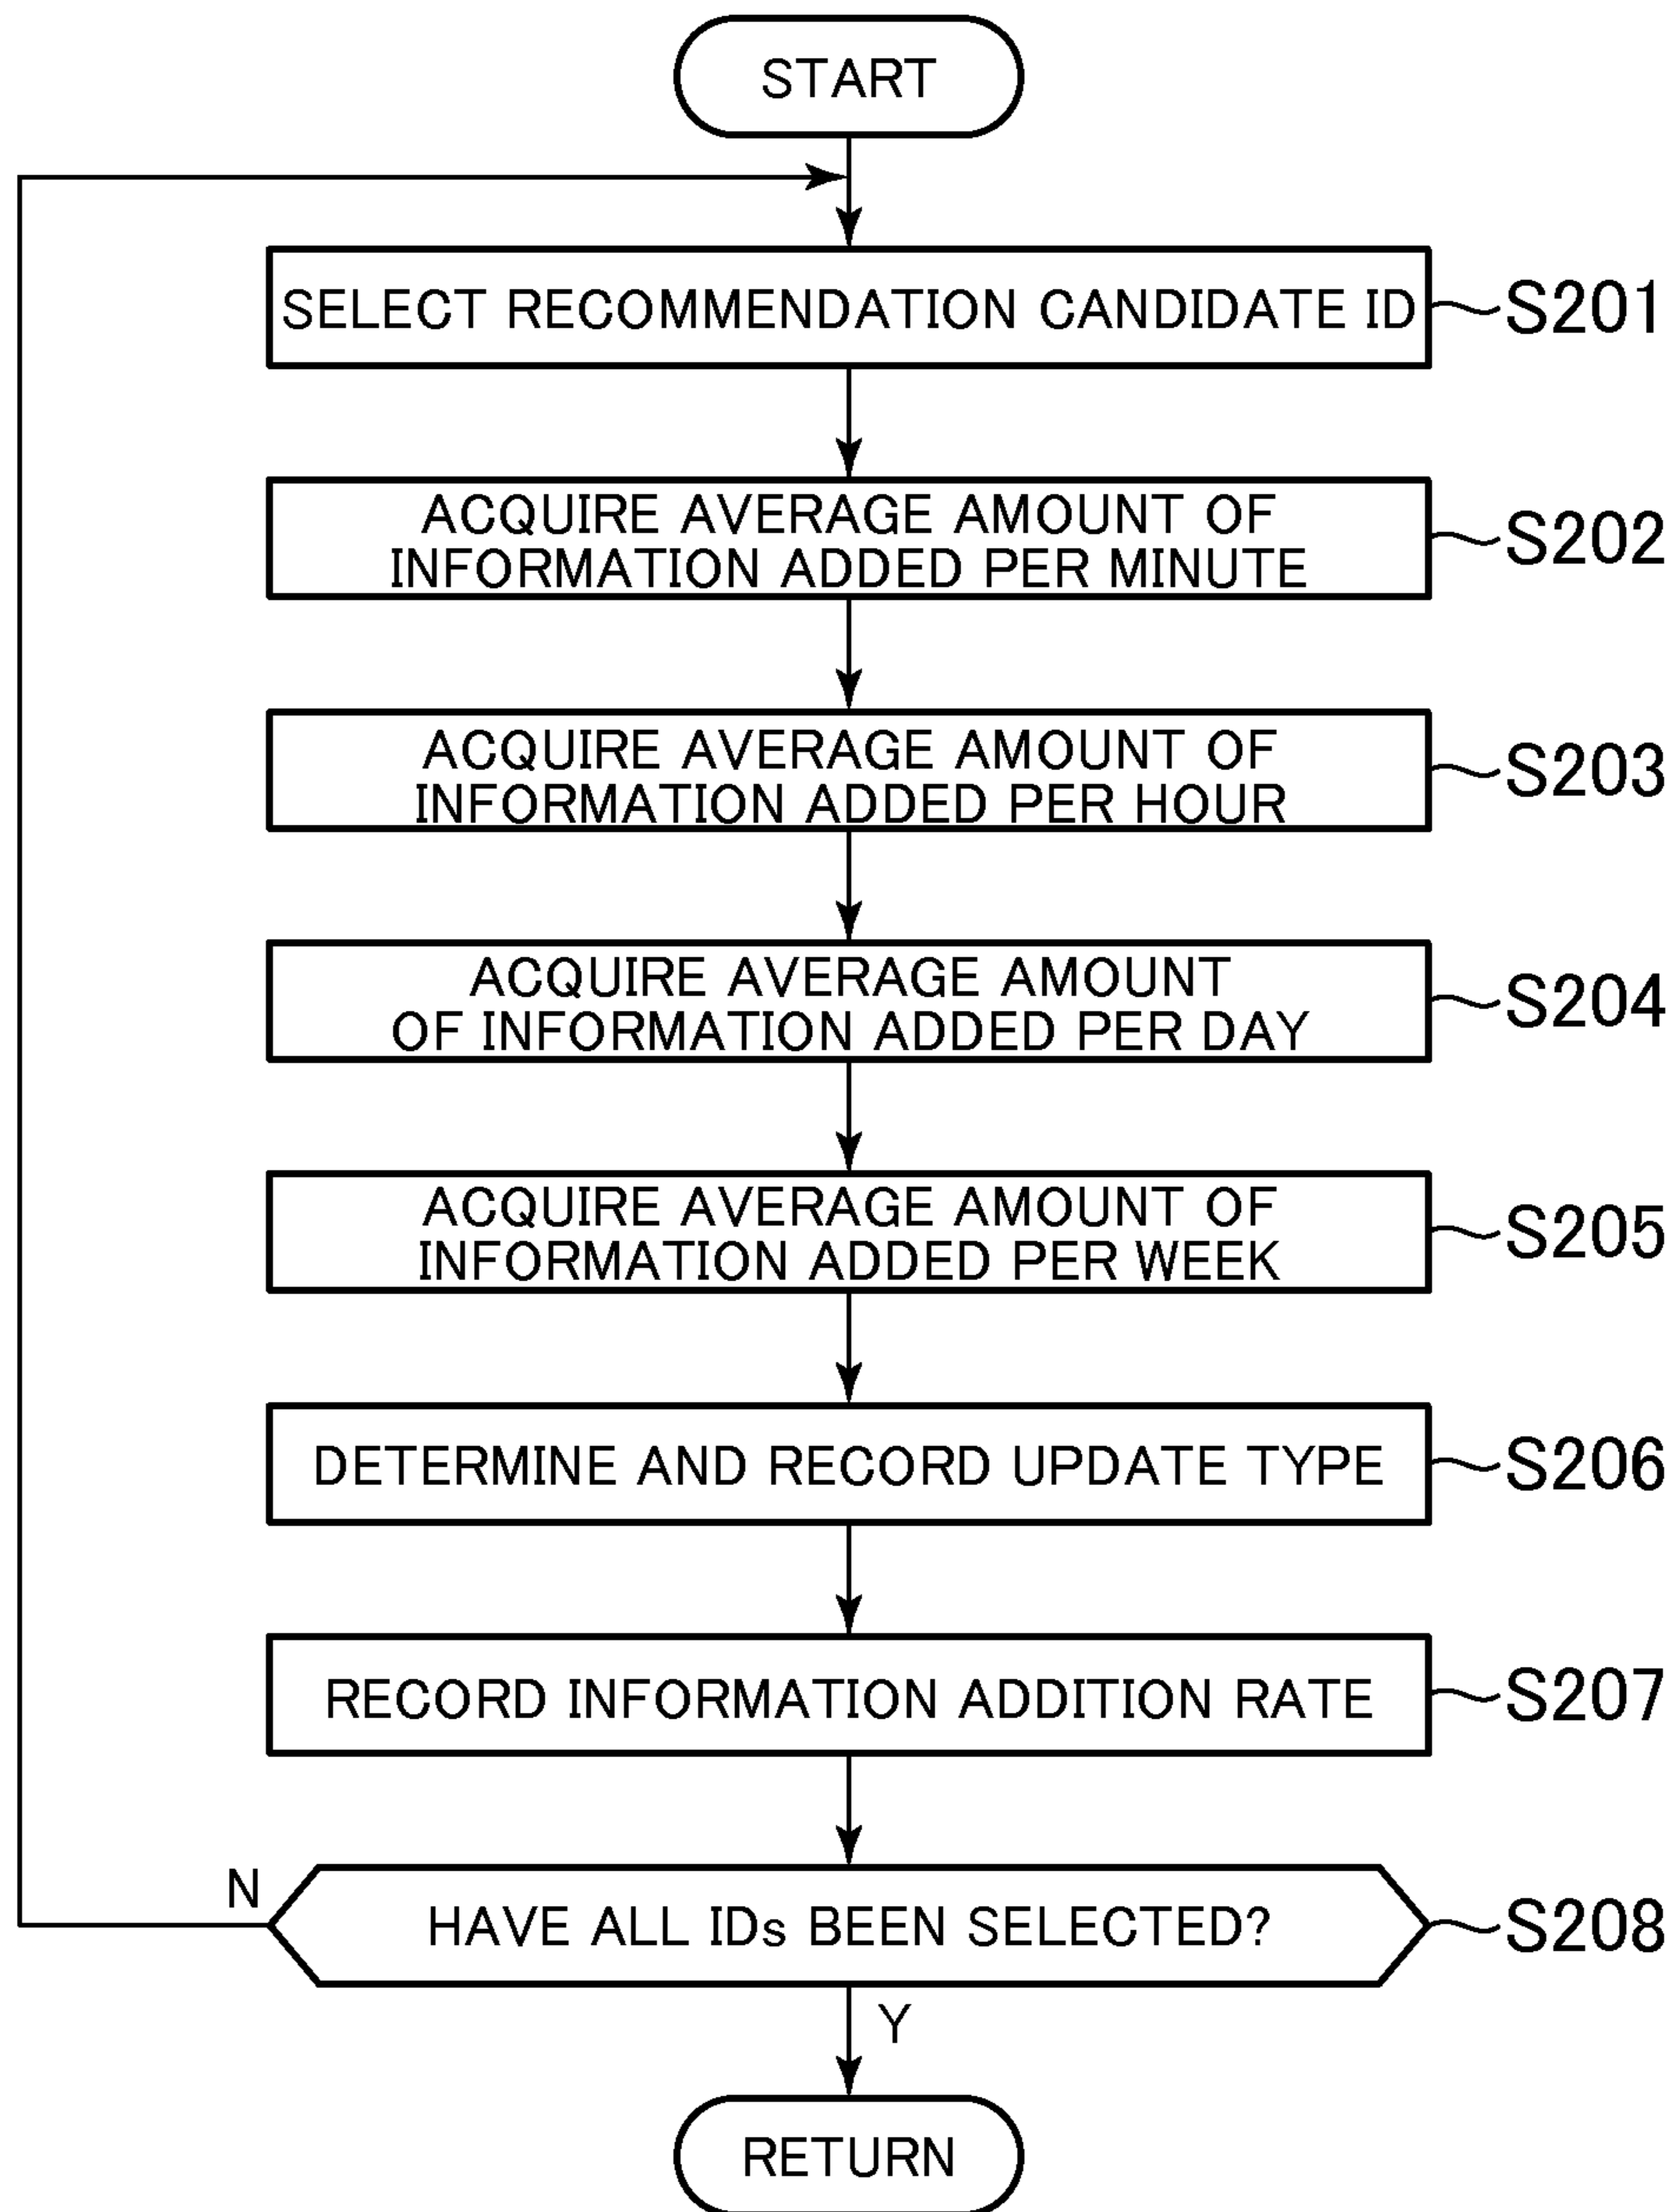 START
SELECT RECOMMENDATION CANDIDATE ID
S201
ACQUIRE AVERAGE AMOUNT OF
INFORMATION ADDED PER MINUTE
S202
ACQUIRE AVERAGE AMOUNT OF
INFORMATION ADDED PER HOUR
S203
ACQUIRE AVERAGE AMOUNT
OF INFORMATION ADDED PER DAY
S204
ACQUIRE AVERAGE AMOUNT OF
INFORMATION ADDED PER WEEK
S205
DETERMINE AND RECORD UPDATE TYPE
S206
RECORD INFORMATION ADDITION RATE
S207
N
HAVE ALL IDs BEEN SELECTED?
S208
Y
RETURN